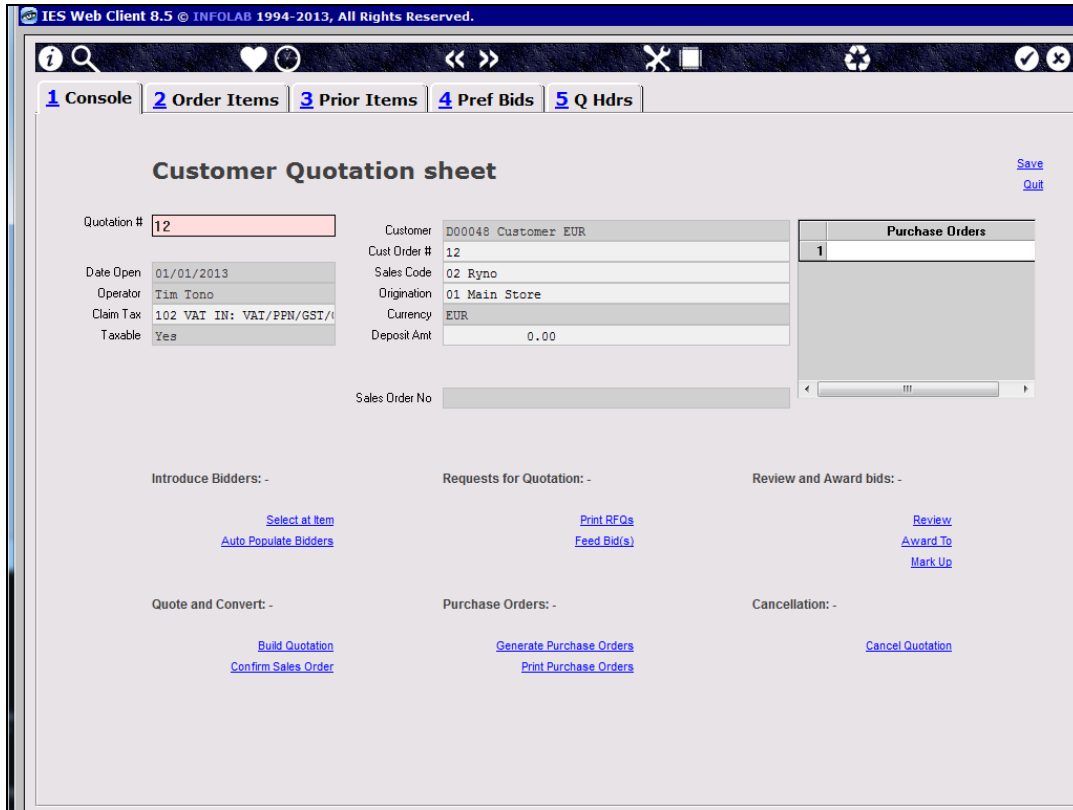 IES Web Client 8.5 © INFOLAB 1994-2013, All Rights Reserved.
1 Console 2 Order Items 3 Prior Items 4 Pref Bids 5 Q Hdrs
Customer Quotation sheet
Save
Quit
Quotation # 12
Customer D00048 Customer EUR
Purchase Orders
Cust Order # 12
1
Date Open 01/01/2013
Sales Code 02 Ryno
Operator Tim Tono
Origination 01 Main Store
Claim Tax 102 VAT IN: VAT/PPN/GST/
Currency EUR
Taxable Yes
Deposit Amt 0.00
Sales Order No
Introduce Bidders: - Requests for Quotation: - Review and Award bids: -
Select at Item Print RFQs Review
Auto Populate Bidders Feed Bid(s) Award To
Mark Up
Quote and Convert: - Purchase Orders: - Cancellation: -
Build Quotation Generate Purchase Orders Cancel Quotation
Confirm Sales Order Print Purchase Orders